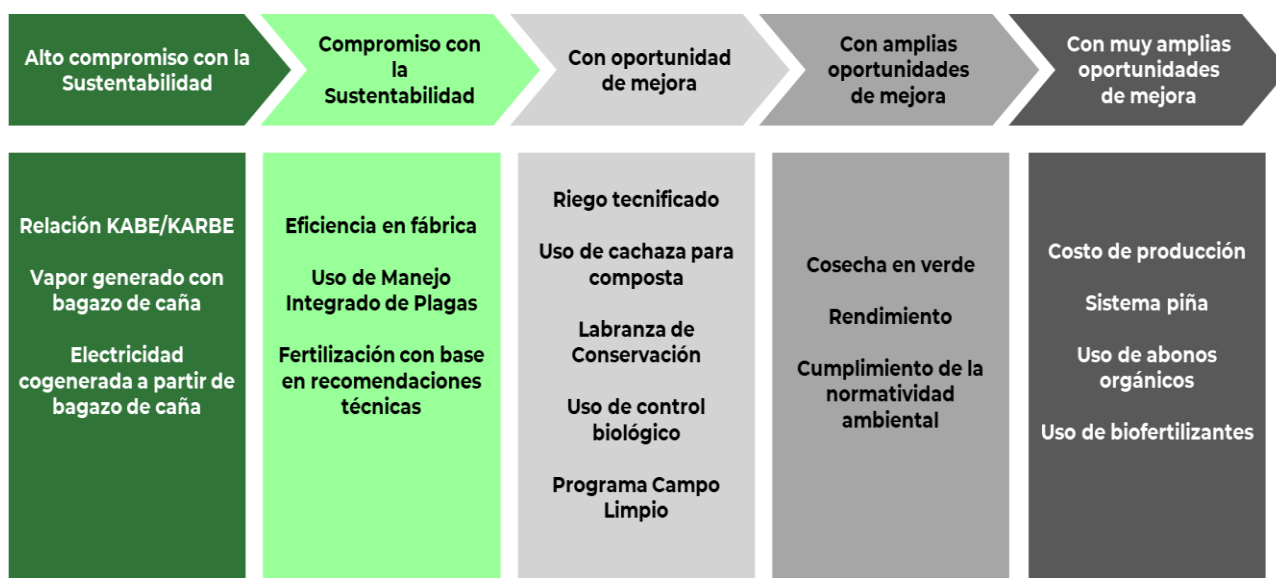 Alto compromiso con la
Sustentabilidad
Compromiso con
la
Sustentabilidad
Con oportunidad
de mejora
Con amplias
oportunidades
de mejora
Con muy amplias
oportunidades
de mejora
Relación KABE/KARBE
Vapor generado con
bagazo de caña
Electricidad
cogenerada a partir de
bagazo de caña
Eficiencia en fábrica
Uso de Manejo
Integrado de Plagas
Fertilización con base
en recomendaciones
técnicas
Riego tecnificado
Uso de cachaza para
composta
Labranza de
Conservación
Uso de control
biológico
Programa Campo
Limpio
Cosecha en verde
Rendimiento
Cumplimiento de la
normatividad
ambiental
Costo de producción
Sistema piña
Uso de abonos
orgánicos
Uso de biofertilizantes